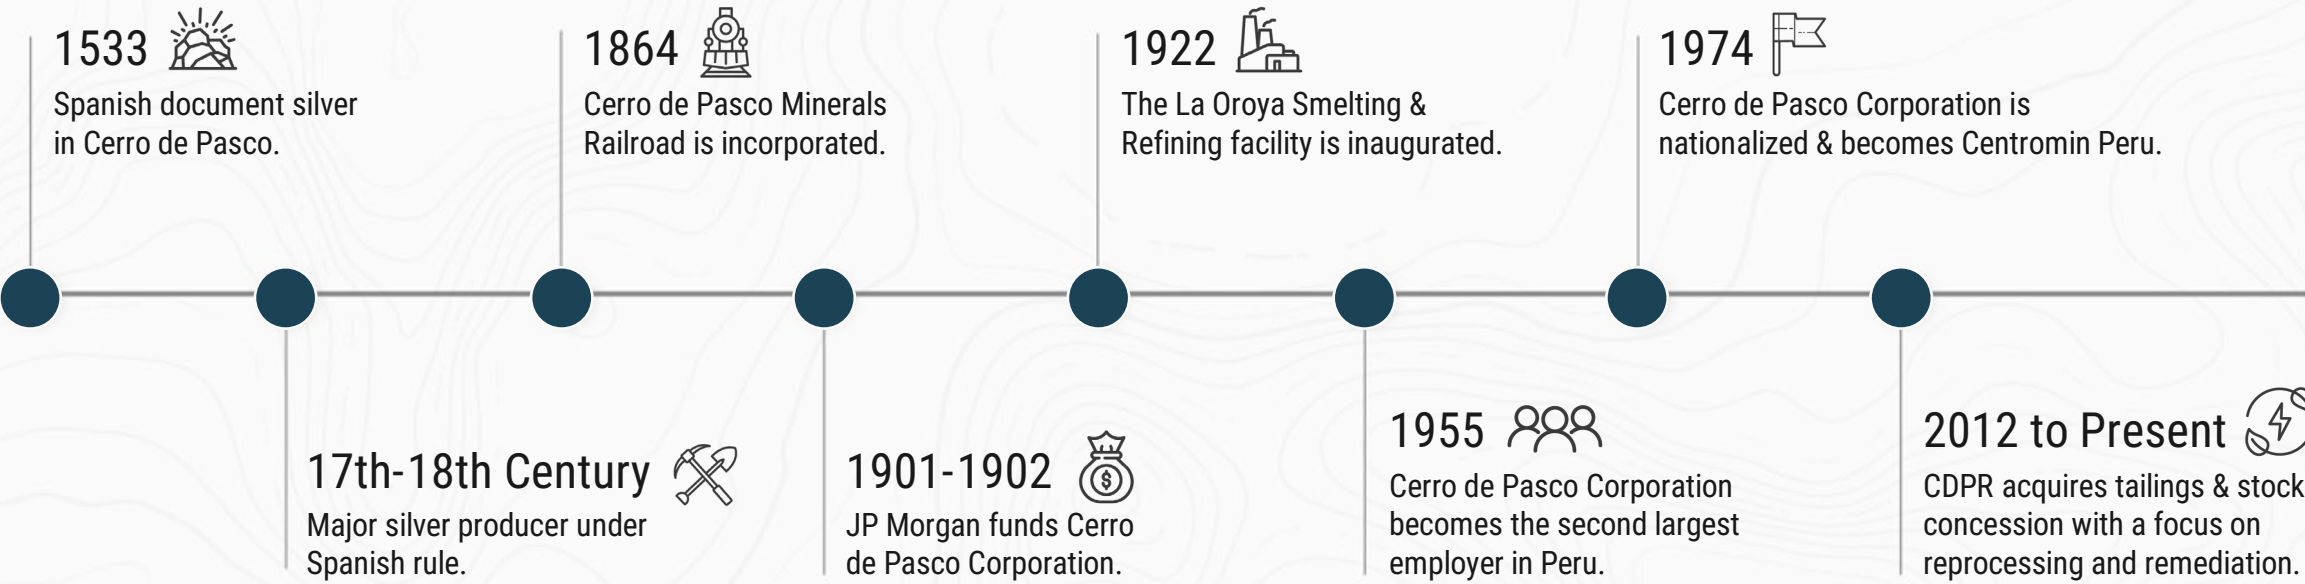 1533
Spanish document silver
in Cerro de Pasco.
17th-18th Century
Major silver producer under
Spanish rule.
1864
Cerro de Pasco Minerals
Railroad is incorporated.
1901-1902
JP Morgan funds Cerro
de Pasco Corporation.
1922
The La Oroya Smelting &
Refining facility is inaugurated.
1955
Cerro de Pasco Corporation
becomes the second largest
employer in Peru.
1974
Cerro de Pasco Corporation is
nationalized & becomes Centromin Peru.
2012 to Present
CDPR acquires tailings & stock
concession with a focus on
reprocessing and remediation.